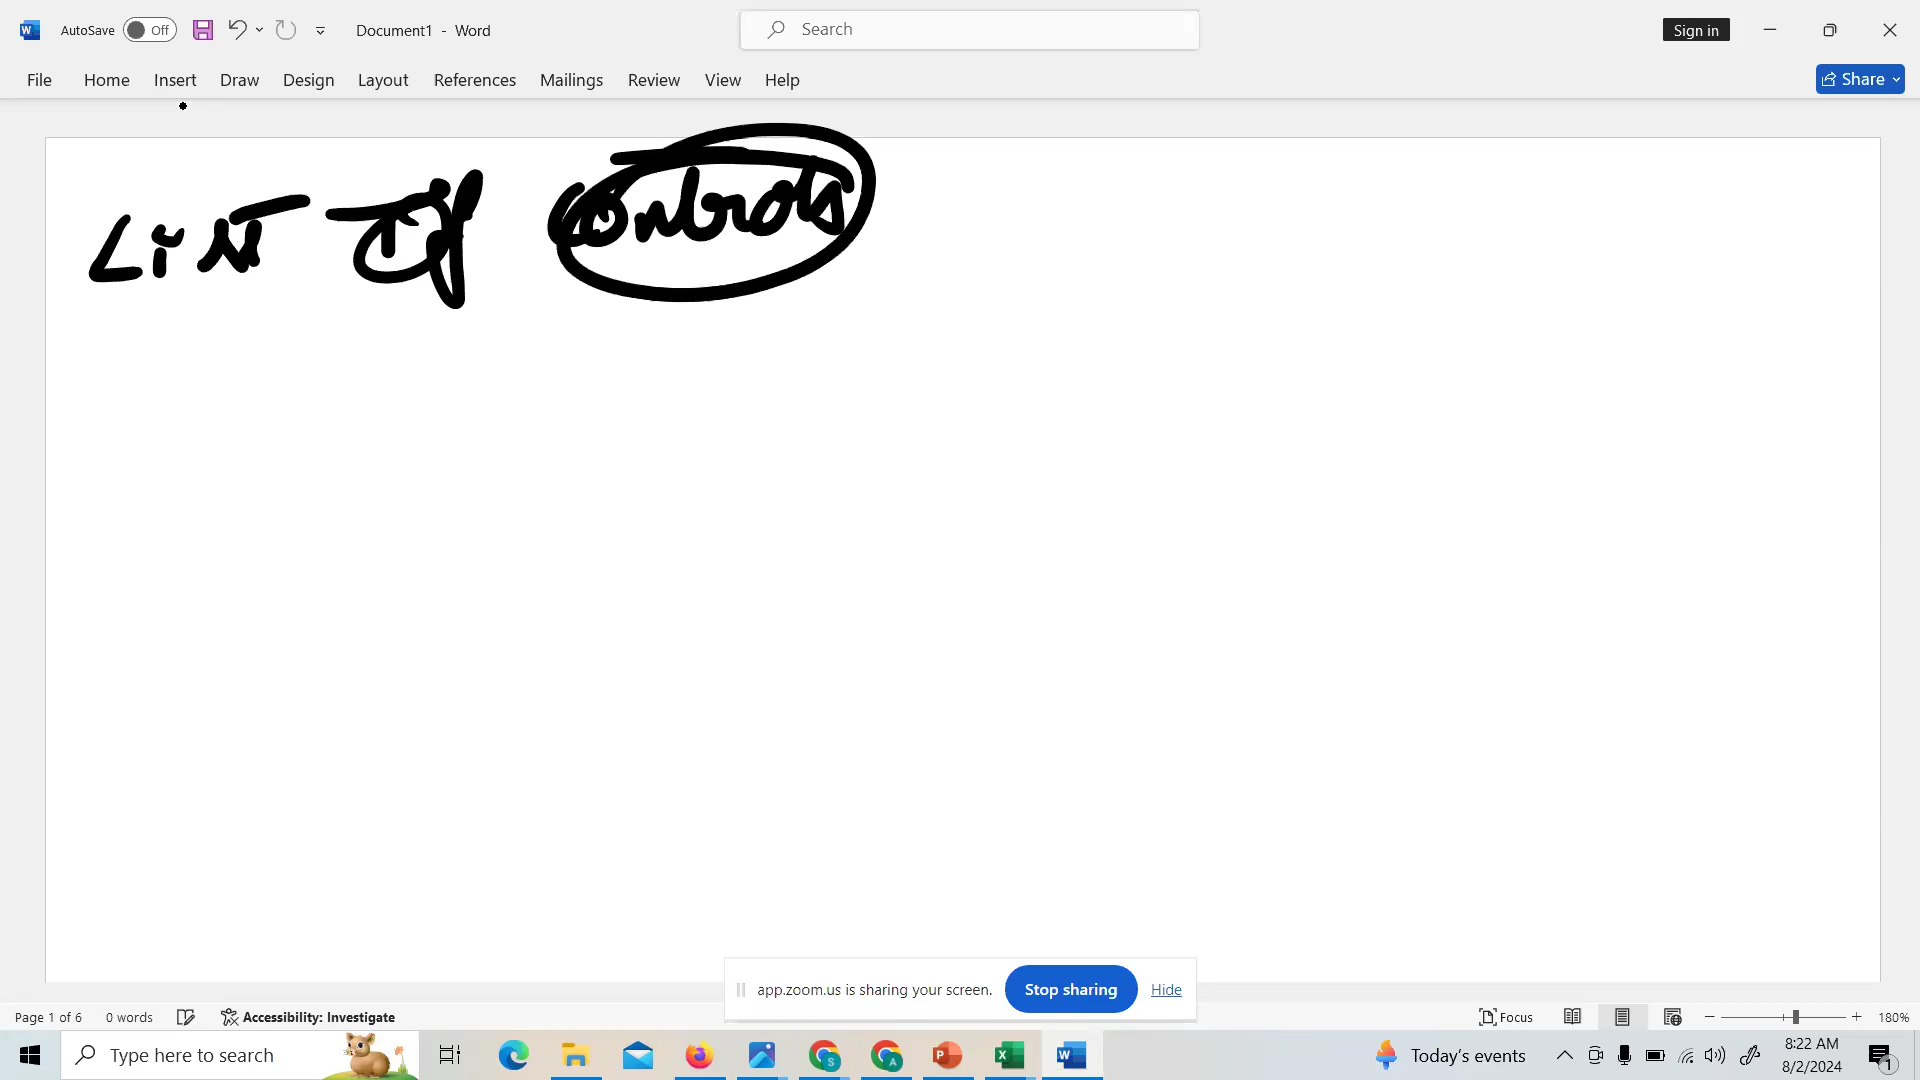 AutoSave Off Document1 - Word Search Sign in
File Home Insert Draw Design Layout References Mailings Review View Help Share
List of Controls
app.zoom.us is sharing your screen. Stop sharing Hide
Page 1 of 6 0 words Accessibility: Investigate Focus 180%
Type here to search Today's events 8:22 AM
8/2/2024 1